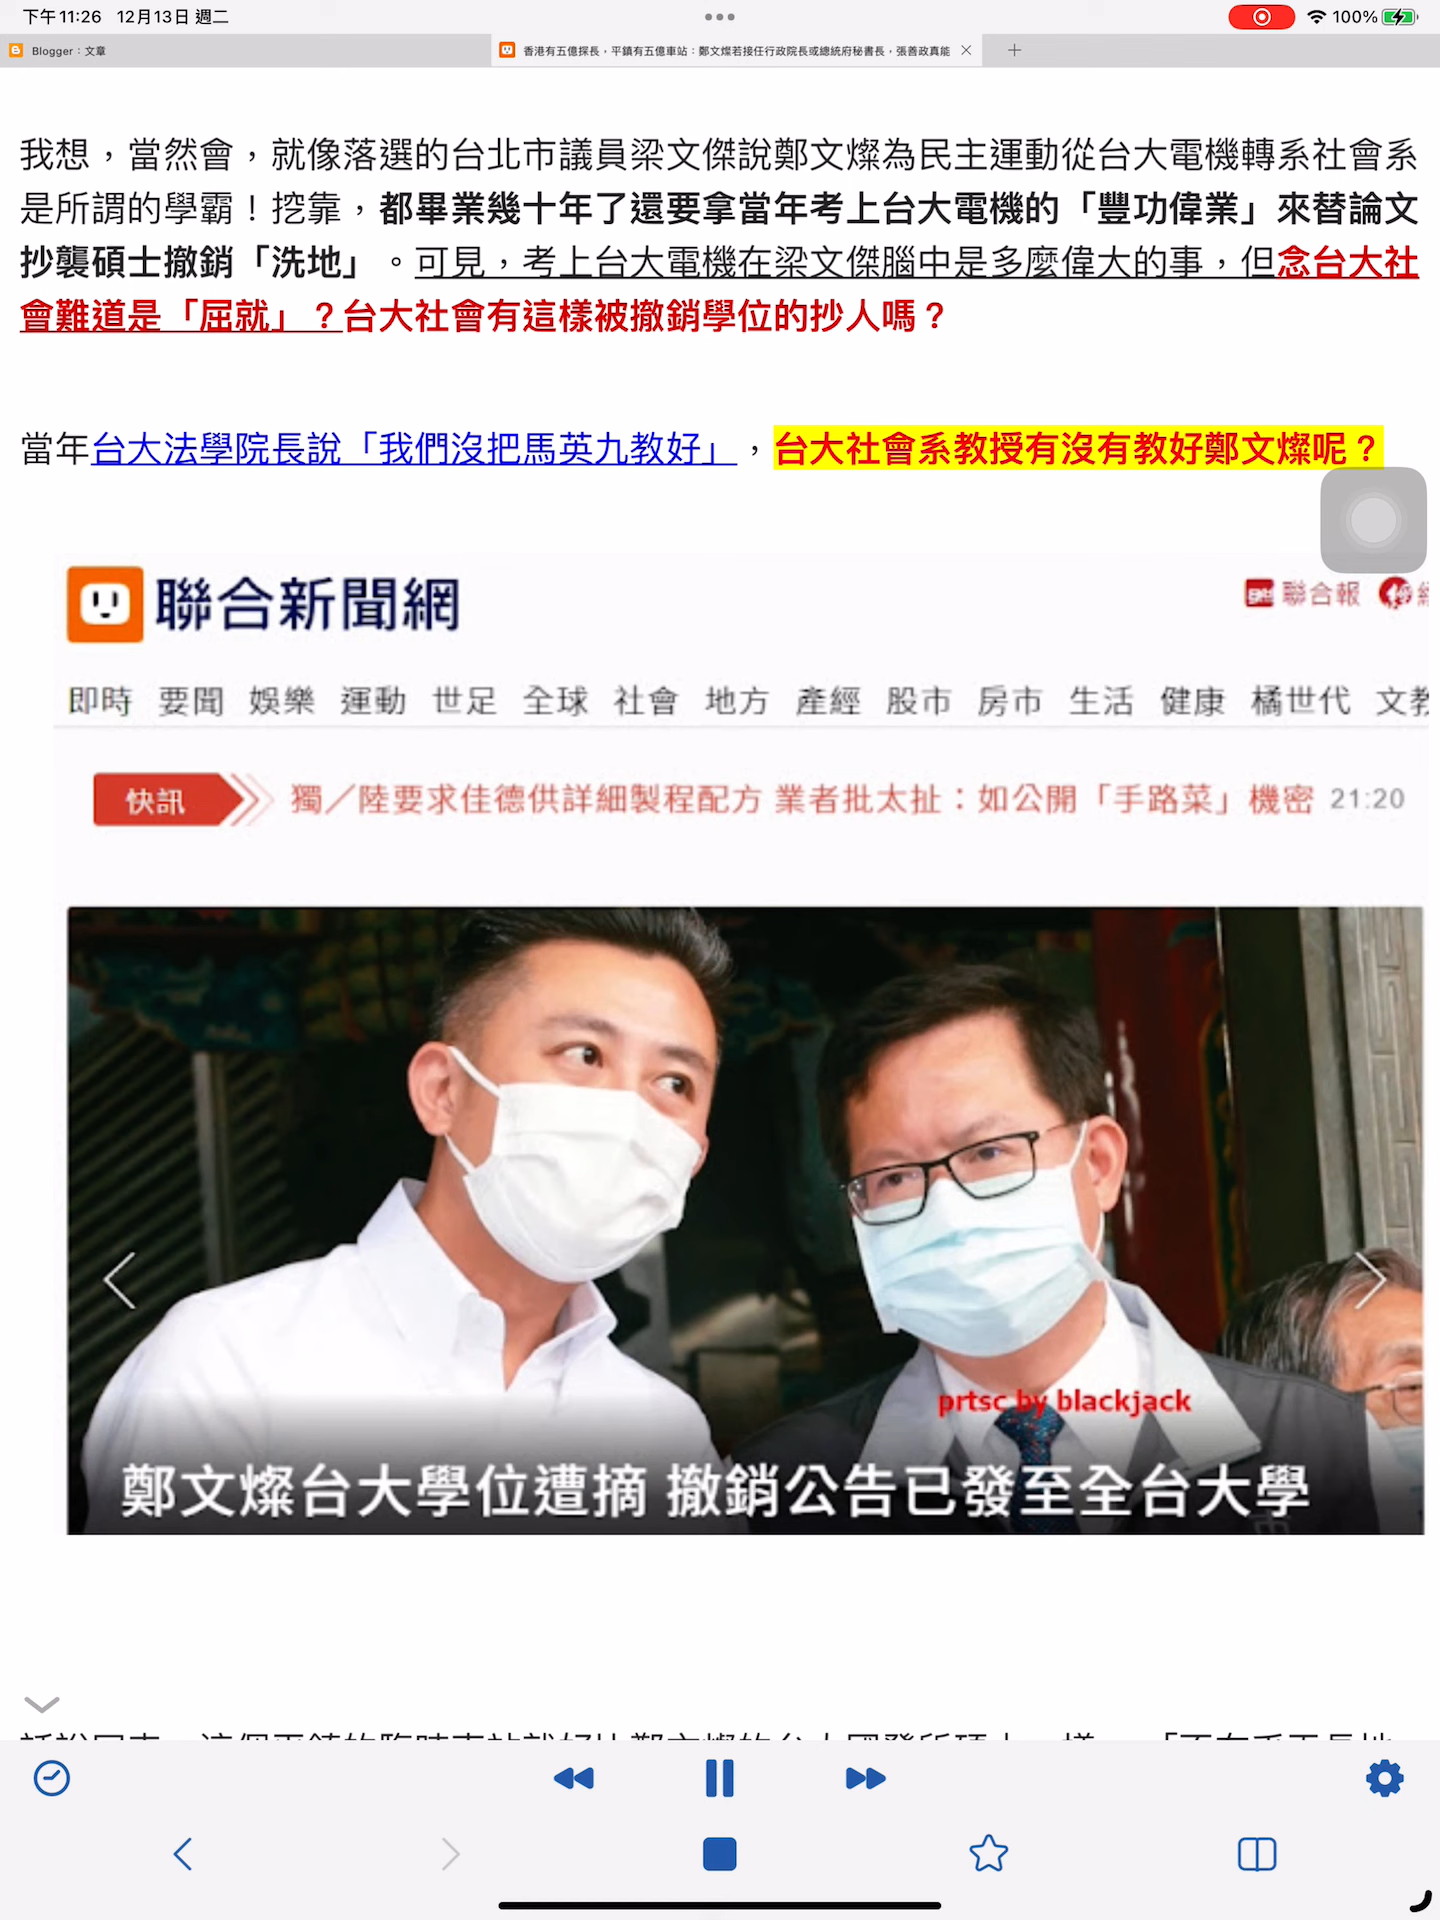 下午11:26 12月13日 週二
100%
Blogger：文章
香港有五億探長，平鎮有五億車站：鄭文燦若接任行政院長或總統府秘書長，張善政真能
我想，當然會，就像落選的台北市議員梁文傑說鄭文燦為民主運動從台大電機轉系社會系
是所謂的學霸！挖靠，都畢業幾十年了還要拿當年考上台大電機的「豐功偉業」來替論文
抄襲碩士撤銷「洗地」。可見，考上台大電機在梁文傑腦中是多麼偉大的事，但念台大社
會難道是「屈就」？台大社會有這樣被撤銷學位的抄人嗎？
當年台大法學院長說「我們沒把馬英九教好」，台大社會系教授有沒有教好鄭文燦呢？
聯合新聞網
聯合報
即時 要聞 娛樂 運動 世足 全球 社會 地方 產經 股市 房市 生活 健康 橘世代 文教
快訊 獨／陸要求佳德供詳細製程配方 業者批太扯：如公開「手路菜」機密 21:20
prtsc by blackjack
鄭文燦台大學位遭摘 撤銷公告已發至全台大學